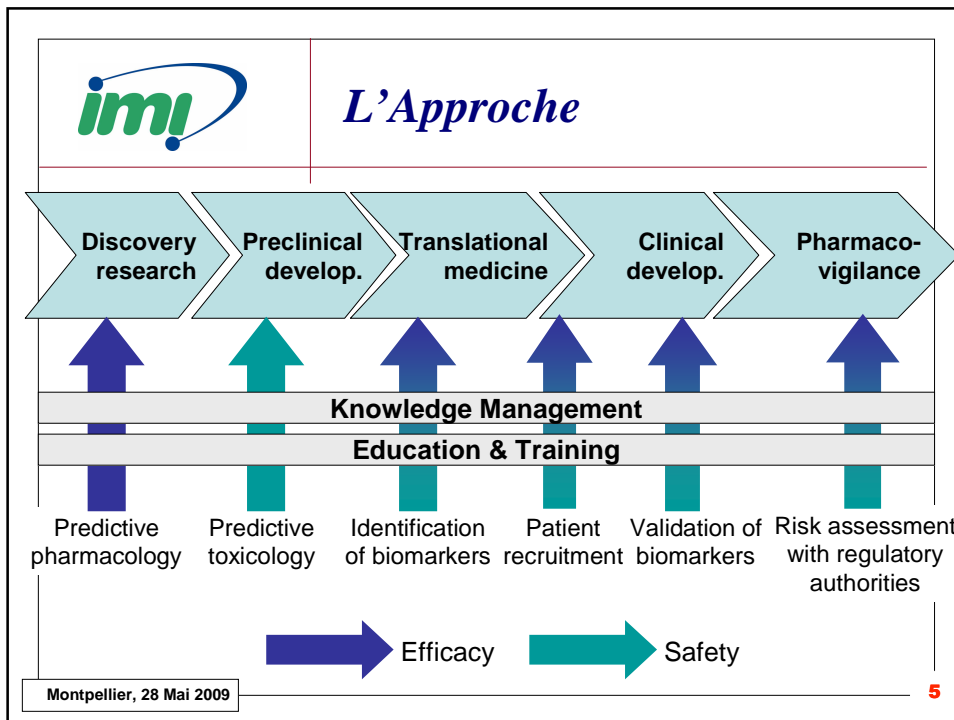 imi
L'Approche
Discovery
research
Preclinical
develop.
Translational
medicine
Clinical
develop.
Pharmaco-
vigilance
Knowledge Management
Education & Training
Predictive
pharmacology
Predictive
toxicology
Identification
of biomarkers
Patient
recruitment
Validation of
biomarkers
Risk assessment
with regulatory
authorities
Efficacy
Safety
Montpellier, 28 Mai 2009
5